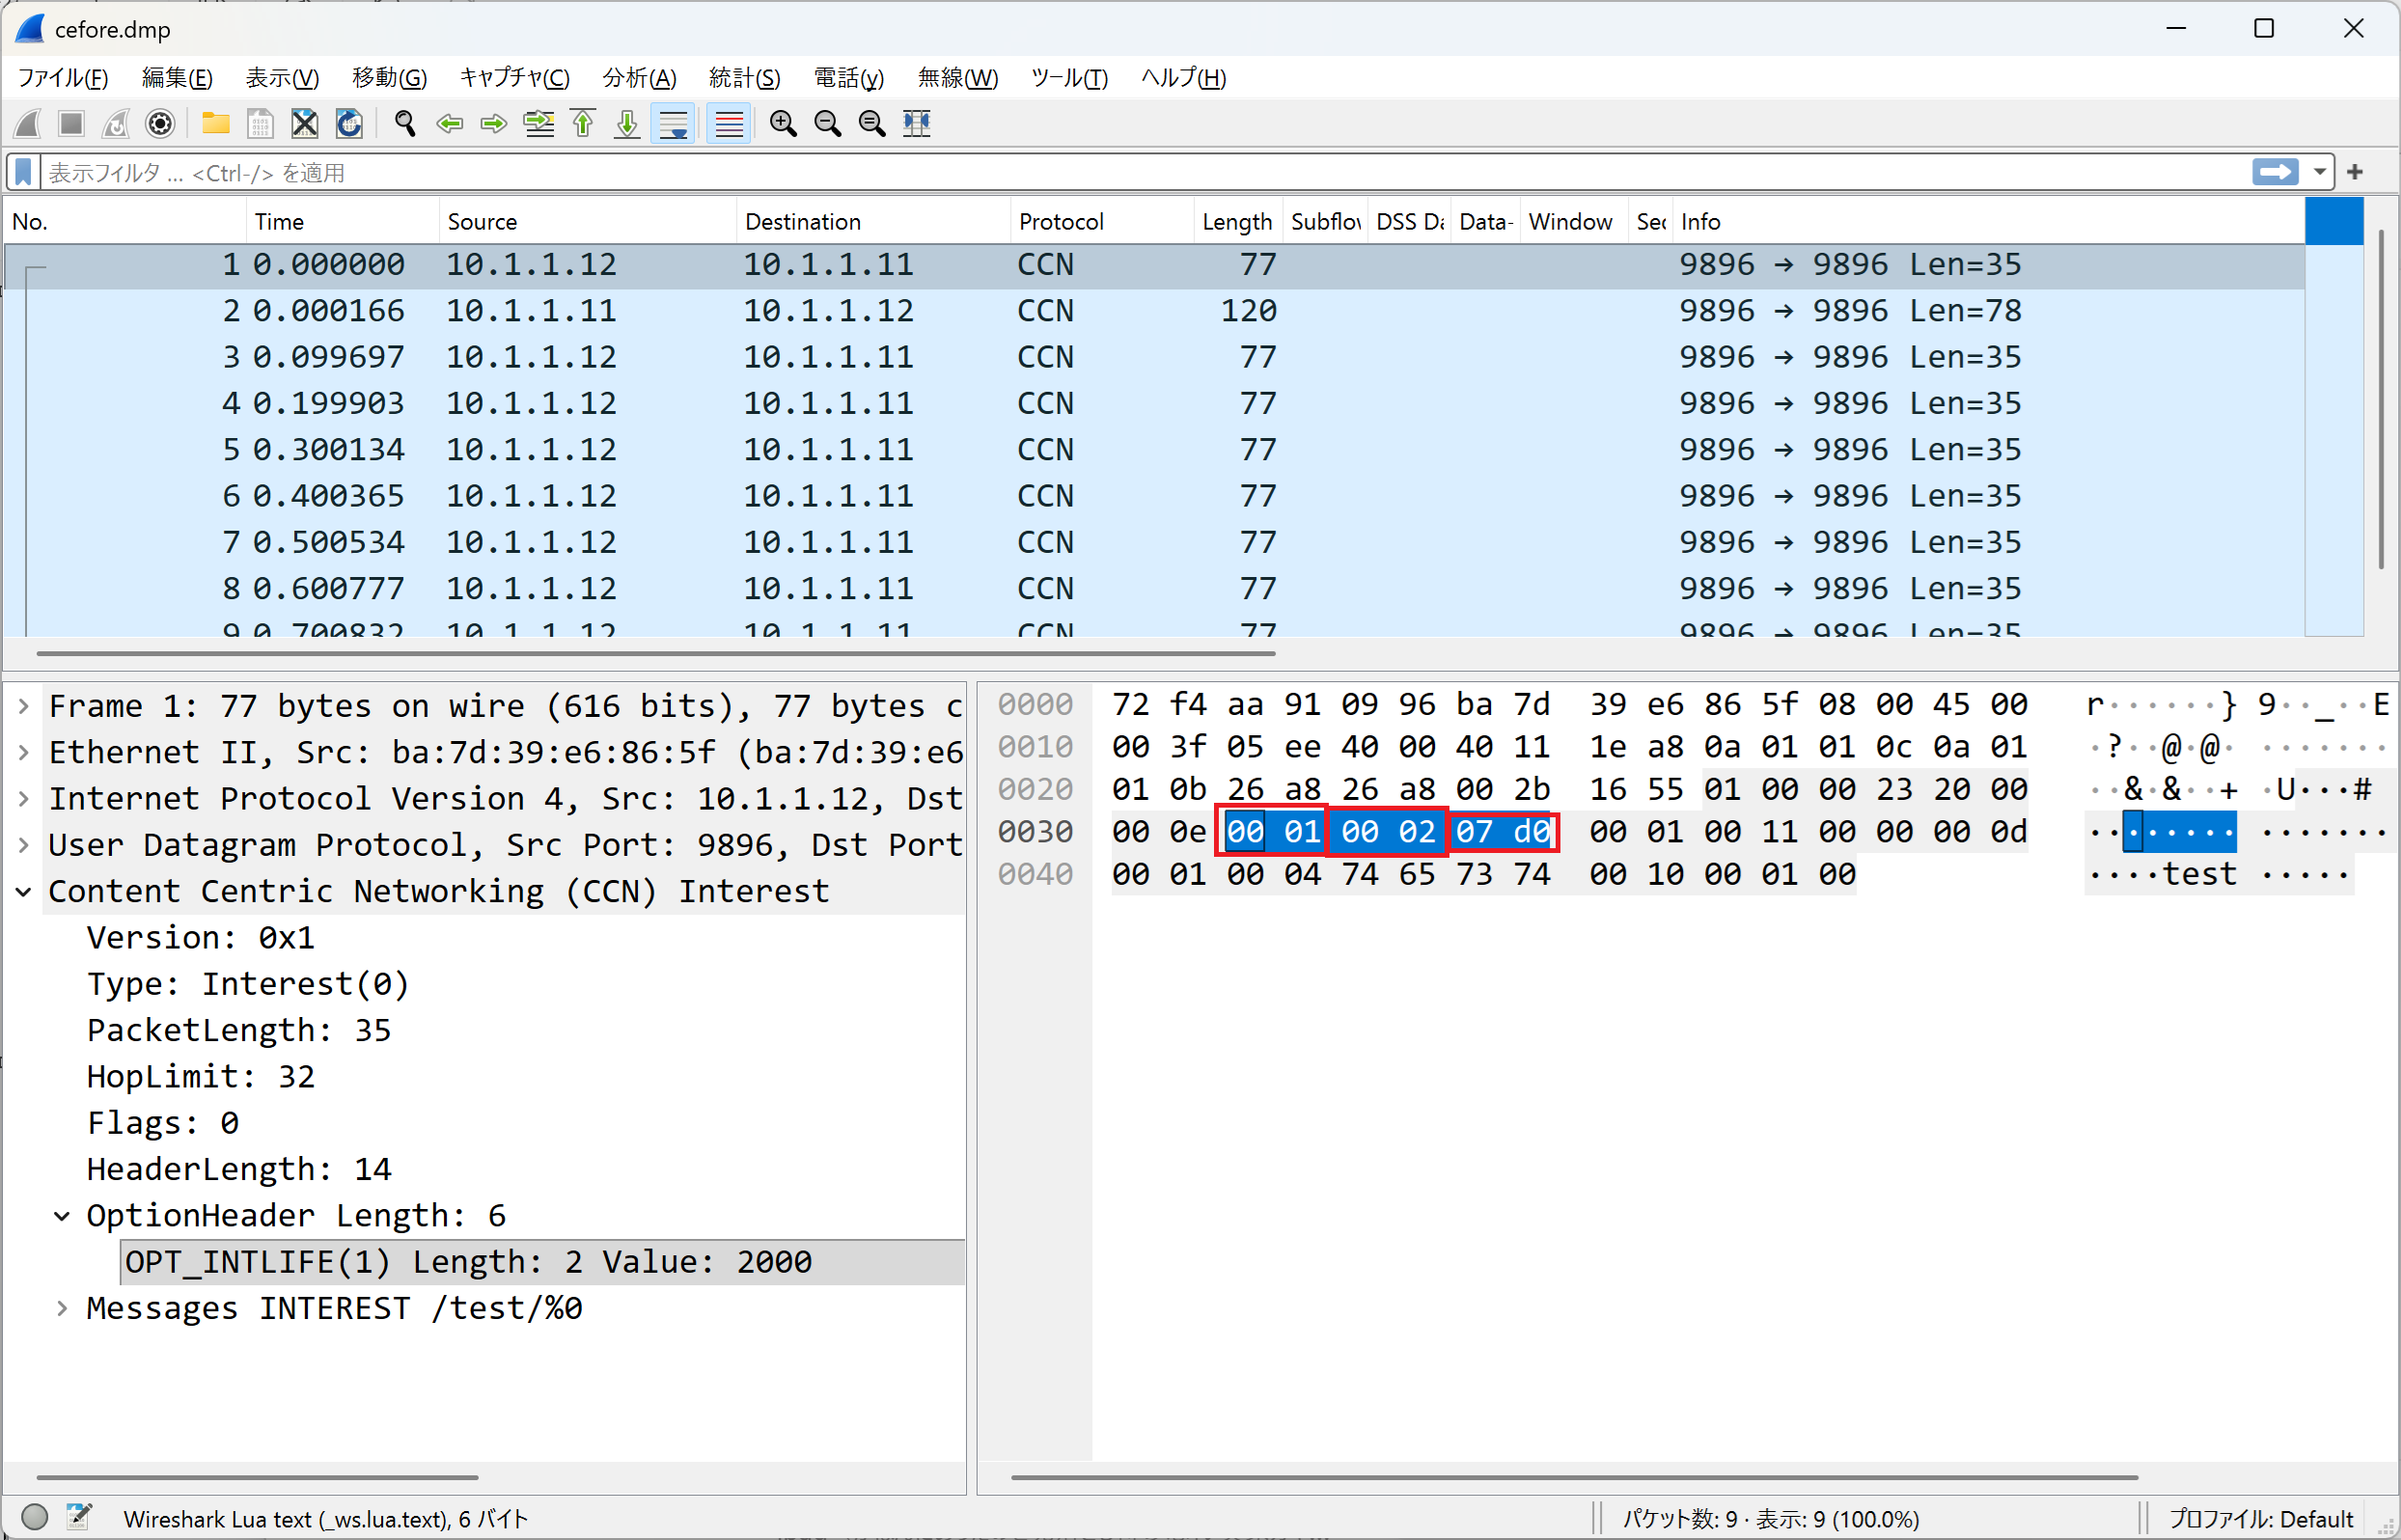 cefore.dmp
ファイル(F) 編集(E) 表示(V) 移動(G) キャプチャ(C) 分析(A) 統計(S) 電話(y) 無線(W) ツール(T) ヘルプ(H)
表示フィルタ ... <Ctrl-/> を適用
No. Time Source Destination Protocol Length Subflo DSS Da Data- Window Sec Info
1 0.000000 10.1.1.12 10.1.1.11 CCN 77 9896 → 9896 Len=35
2 0.000166 10.1.1.11 10.1.1.12 CCN 120 9896 → 9896 Len=78
3 0.099697 10.1.1.12 10.1.1.11 CCN 77 9896 → 9896 Len=35
4 0.199903 10.1.1.12 10.1.1.11 CCN 77 9896 → 9896 Len=35
5 0.300134 10.1.1.12 10.1.1.11 CCN 77 9896 → 9896 Len=35
6 0.400365 10.1.1.12 10.1.1.11 CCN 77 9896 → 9896 Len=35
7 0.500534 10.1.1.12 10.1.1.11 CCN 77 9896 → 9896 Len=35
8 0.600777 10.1.1.12 10.1.1.11 CCN 77 9896 → 9896 Len=35
9 0.700832 10.1.1.12 10.1.1.11 CCN 77 9896 → 9896 Len=35
Frame 1: 77 bytes on wire (616 bits), 77 bytes c
Ethernet II, Src: ba:7d:39:e6:86:5f (ba:7d:39:e6
Internet Protocol Version 4, Src: 10.1.1.12, Dst
User Datagram Protocol, Src Port: 9896, Dst Port
Content Centric Networking (CCN) Interest
Version: 0x1
Type: Interest(0)
PacketLength: 35
HopLimit: 32
Flags: 0
HeaderLength: 14
OptionHeader Length: 6
OPT_INTLIFE(1) Length: 2 Value: 2000
Messages INTEREST /test/%0
0000 72 f4 aa 91 09 96 ba 7d 39 e6 86 5f 08 00 45 00 r······} 9··_··E
0010 00 3f 05 ee 40 00 40 11 1e a8 0a 01 01 0c 0a 01 ·?··@·@· ········
0020 01 0b 26 a8 26 a8 00 2b 16 55 01 00 00 23 20 00 ··&·&··+ ·U···#
0030 00 0e 00 01 00 02 07 d0 00 01 00 11 00 00 00 0d ········ ········
0040 00 01 00 04 74 65 73 74 00 10 00 01 00 ····test ·····
Wireshark Lua text (_ws.lua.text), 6 バイト
パケット数: 9 · 表示: 9 (100.0%)
プロファイル: Default